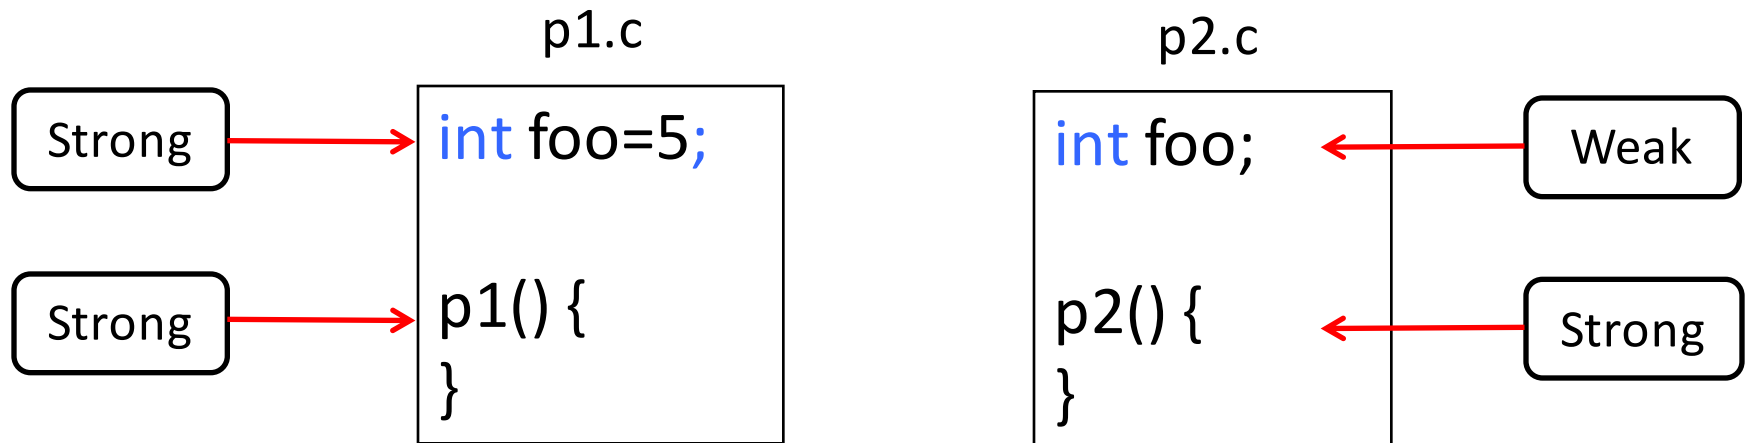 p1.c
p2.c
Strong
int foo=5;
int foo;
Weak
Strong
p1() {
}
p2() {
}
Strong